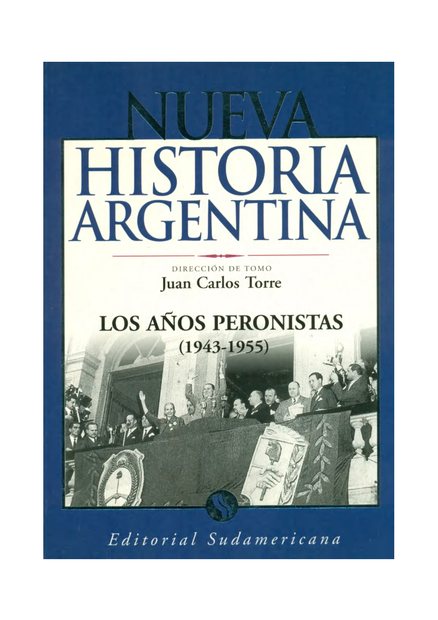 NUEVA
HISTORIA
ARGENTINA
DIRECCIÓN DE TOMO
Juan Carlos Torre
LOS AÑOS PERONISTAS
(1943-1955)
Editorial Sudamericana